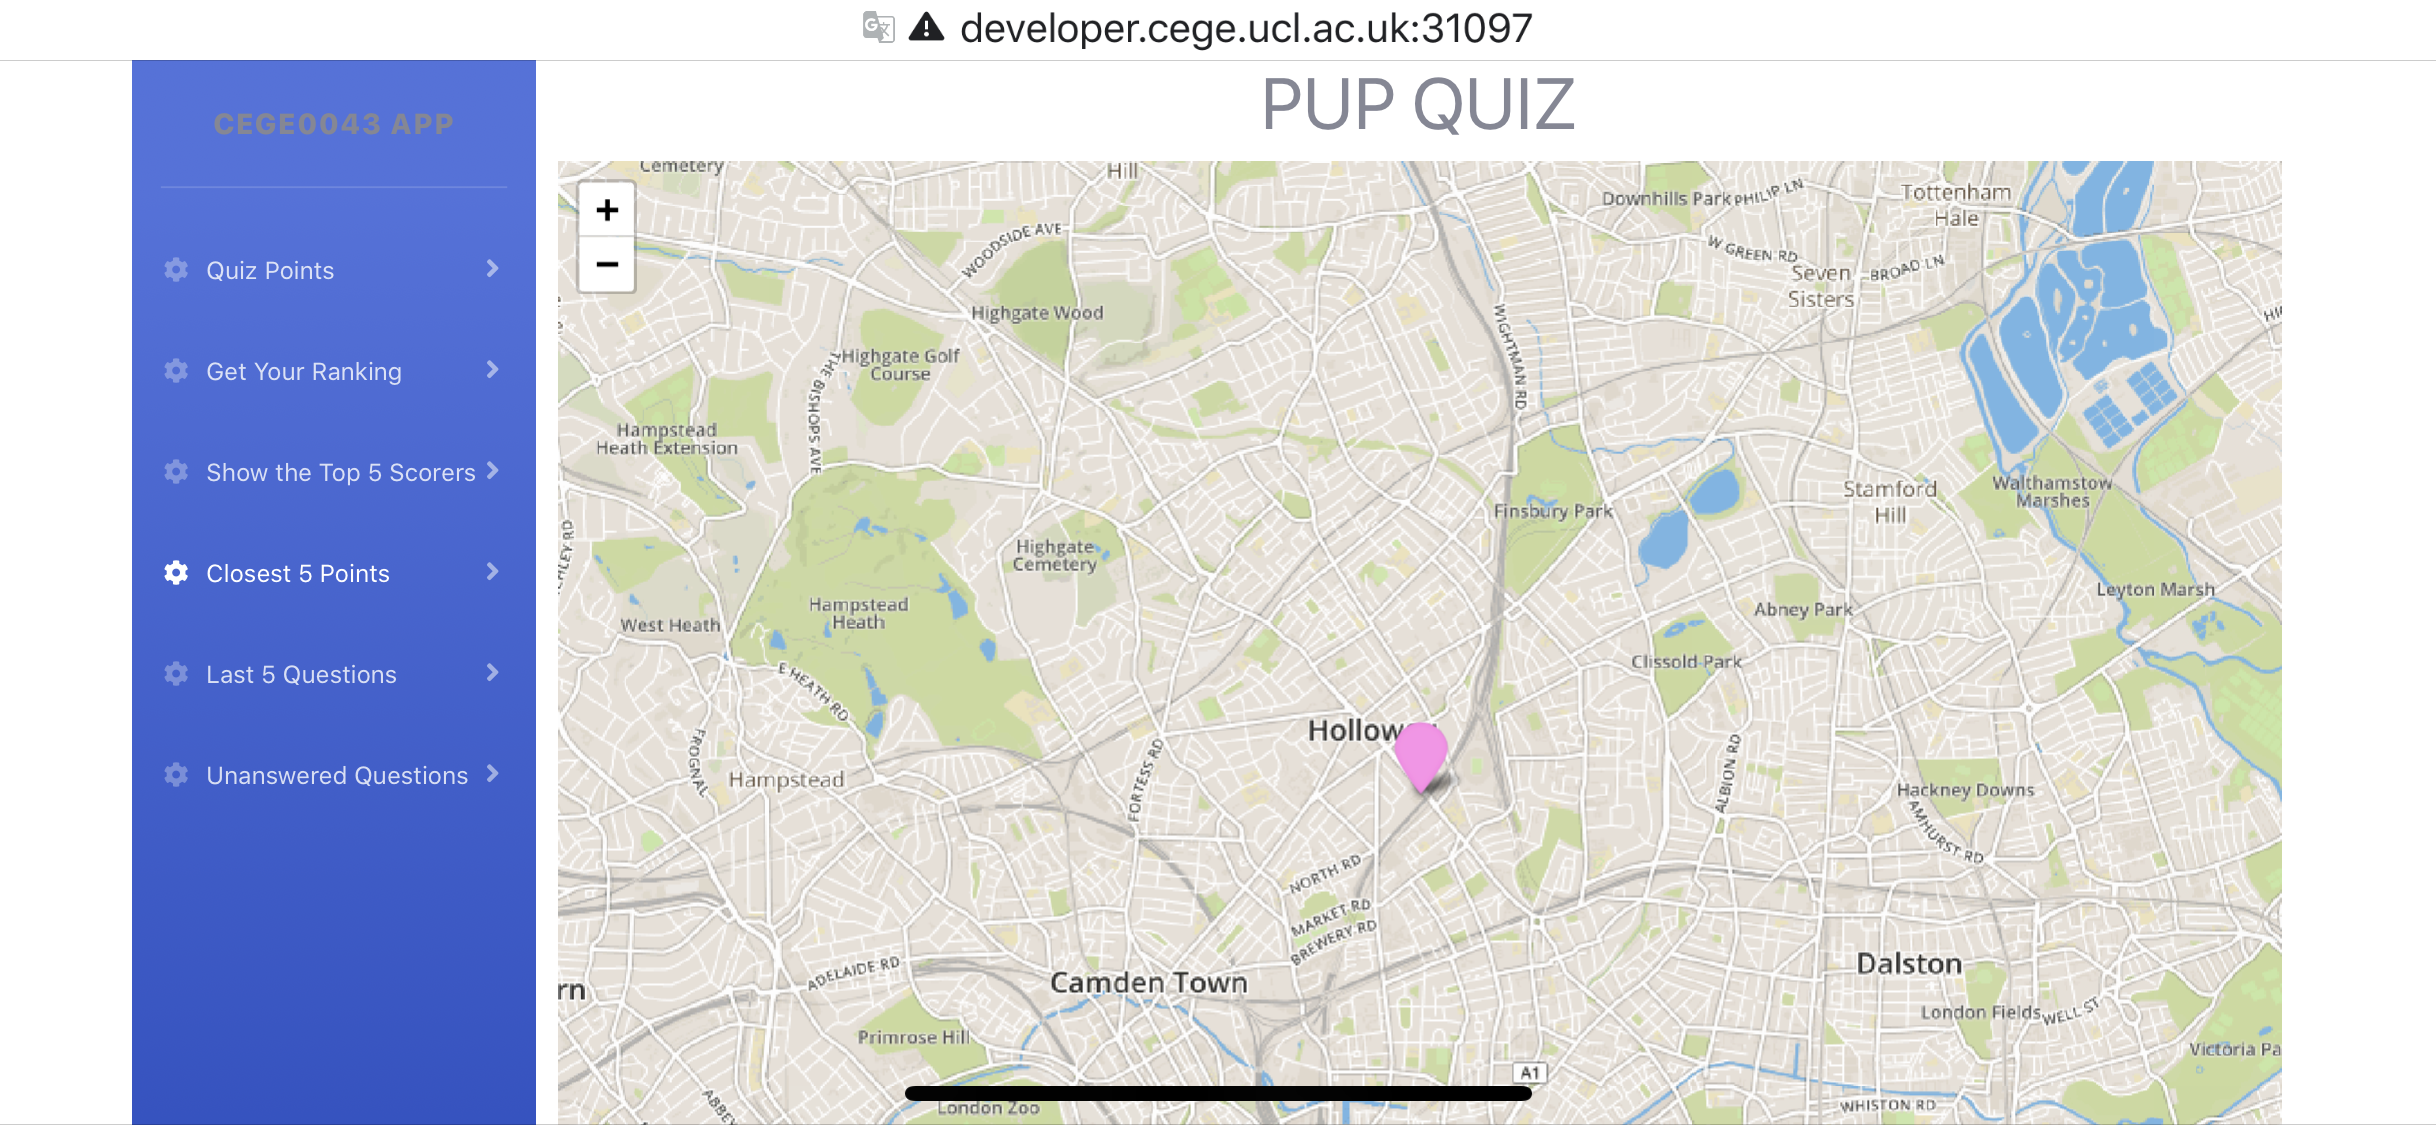 developer.cege.ucl.ac.uk:31097
CEGE0043 APP
Quiz Points
Get Your Ranking
Show the Top 5 Scorers
Closest 5 Points
Last 5 Questions
Unanswered Questions
PUP QUIZ
+
−
Cemetery
Hill
Downhills Park
PHILIP LN
Tottenham
Hale
WOODSIDE AVE
W GREEN RD
Seven
Sisters
BROAD LN
Highgate Wood
WIGHTMAN RD
Highgate Golf
Course
THE BISHOPS AVE
Hampstead
Heath Extension
Finsbury Park
Stamford
Hill
Walthamstow
Marshes
Highgate
Cemetery
Leyton Marsh
Hampstead
Heath
West Heath
Abney Park
Clissold Park
E HEATH RD
FROGNAL
Hampstead
FORTESS RD
ALBION RD
Hackney Downs
AMHURST RD
NORTH RD
MARKET RD
BREWERY RD
ADELAIDE RD
Camden Town
Dalston
rn
Primrose Hill
London Fields
WELL ST
Victoria Pa
A1
London Zoo
WHISTON RD